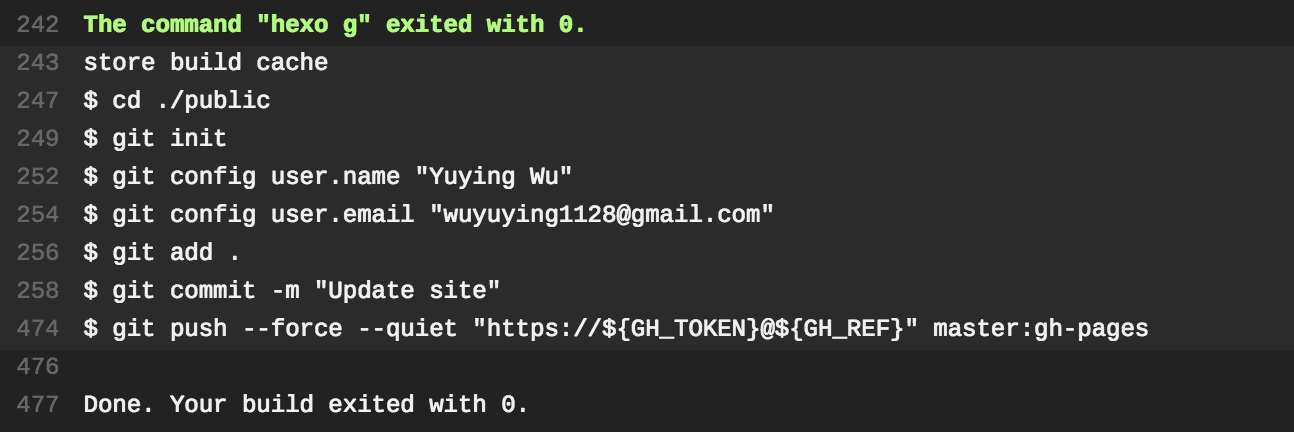 242 The command "hexo g" exited with 0.
243 store build cache
247 $ cd ./public
249 $ git init
252 $ git config user.name "Yuying Wu"
254 $ git config user.email "wuyuying1128@gmail.com"
256 $ git add .
258 $ git commit -m "Update site"
474 $ git push --force --quiet "https://${GH_TOKEN}@${GH_REF}" master:gh-pages
476
477 Done. Your build exited with 0.